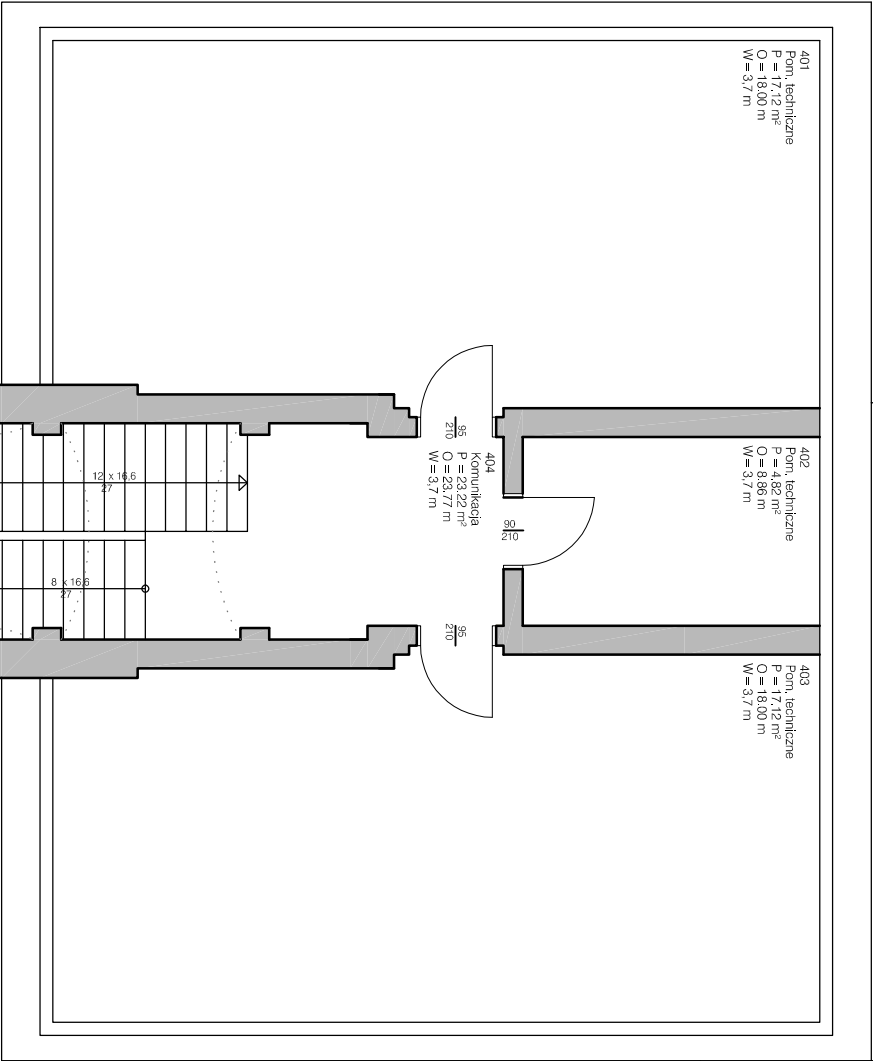 401
Pom. techniczne
P = 17,12 m²
O = 18.00 m
W = 3,7 m
402
Pom. techniczne
P = 4,82 m²
O = 8.86 m
W = 3,7 m
95
210
404
Komunikacja
P = 23.22 m²
O = 23.77 m
W = 3,7 m
12 x 16,6
27
90
210
8 x 16,6
27
95
210
403
Pom. techniczne
P = 17,12 m²
O = 18.00 m
W = 3,7 m